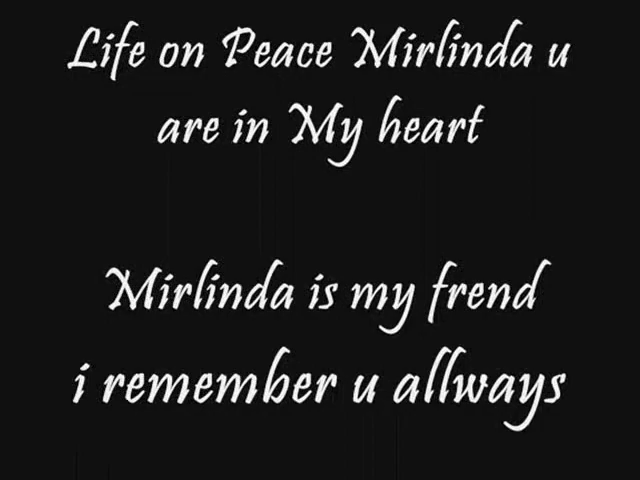 Life on Peace Mirlinda u
are in My heart
Mirlinda is my frend
i remember u allways